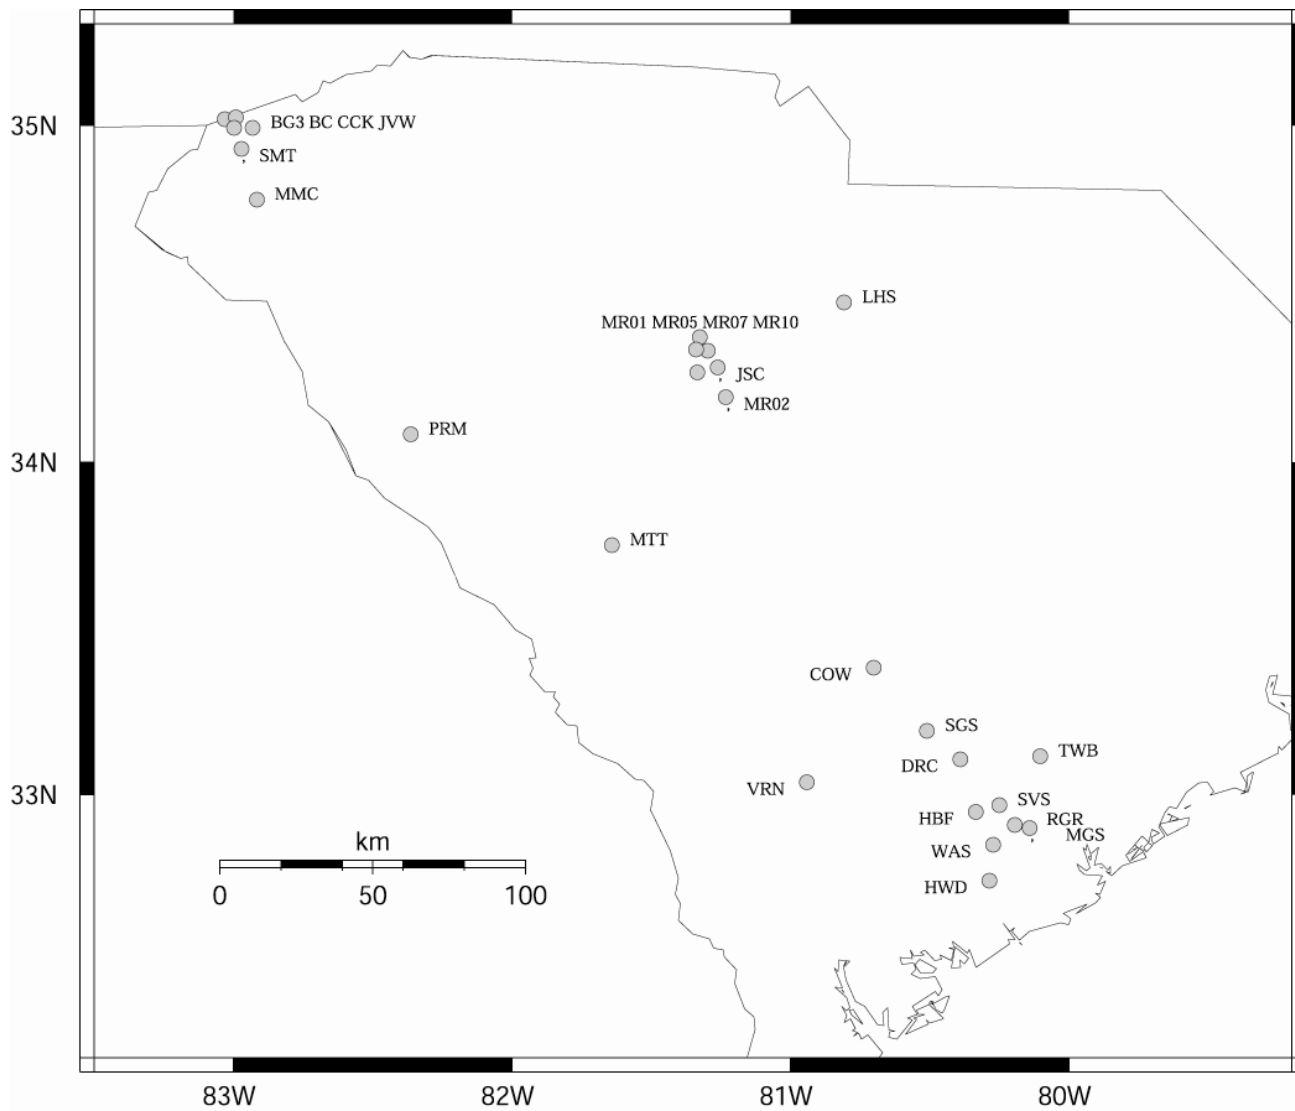 35N
BG3 BC CCK JVW
SMT
MMC
LHS
MR01 MR05 MR07 MR10
JSC
MR02
PRM
34N
MTT
COW
SGS
TWB
DRC
VRN
33N
SVS
HBF
RGR
MGS
WAS
HWD
km
0 50 100
83W 82W 81W 80W